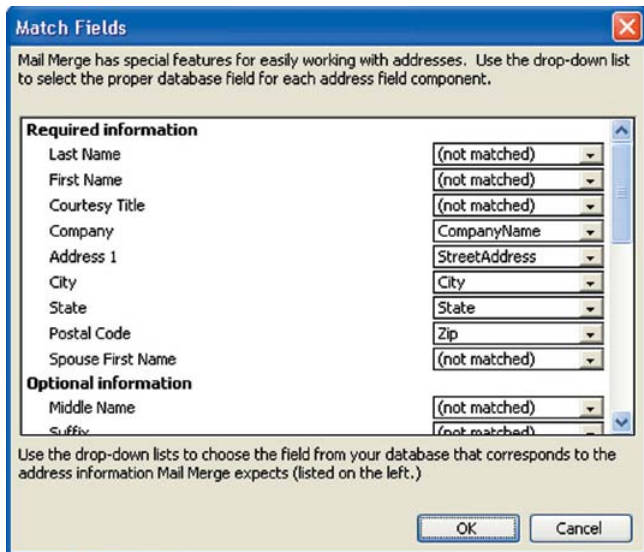 Match Fields
Mail Merge has special features for easily working with addresses. Use the drop-down list
to select the proper database field for each address field component.
Required information
Last Name (not matched)
First Name (not matched)
Courtesy Title (not matched)
Company CompanyName
Address 1 StreetAddress
City City
State State
Postal Code Zip
Spouse First Name (not matched)
Optional information
Middle Name (not matched)
Suffix (not matched)
Use the drop-down lists to choose the field from your database that corresponds to the
address information Mail Merge expects (listed on the left.)
OK Cancel